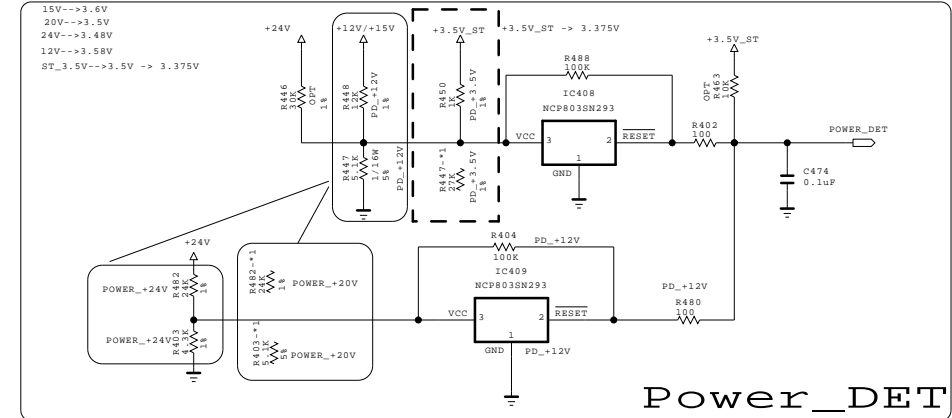 15V-->3.6V
20V-->3.5V
24V-->3.48V
12V-->3.58V
ST_3.5V-->3.5V -> 3.375V
+24V
+12V/+15V
+3.5V_ST
+3.5V_ST -> 3.375V
+3.5V_ST
R446
30K
OPT
1%
R448
12K
PD_+12V
1%
R450
1K
PD_+3.5V
1%
R488
100K
IC408
NCP803SN293
OPT
R463
10K
R402
100
POWER_DET
VCC
3
2
RESET
1
GND
C474
0.1uF
R447
5.1K
1/16W
5%
PD_+12V
R447-*1
27K
PD_+3.5V
1%
+24V
R482
24K
1%
POWER_+24V
R403
4.3K
1%
POWER_+24V
R482-*1
24K
1%
POWER_+20V
R403-*1
5.1K
5%
POWER_+20V
R404
100K
PD_+12V
IC409
NCP803SN293
VCC
3
2
RESET
1
GND
PD_+12V
PD_+12V
R480
100
Power_DET